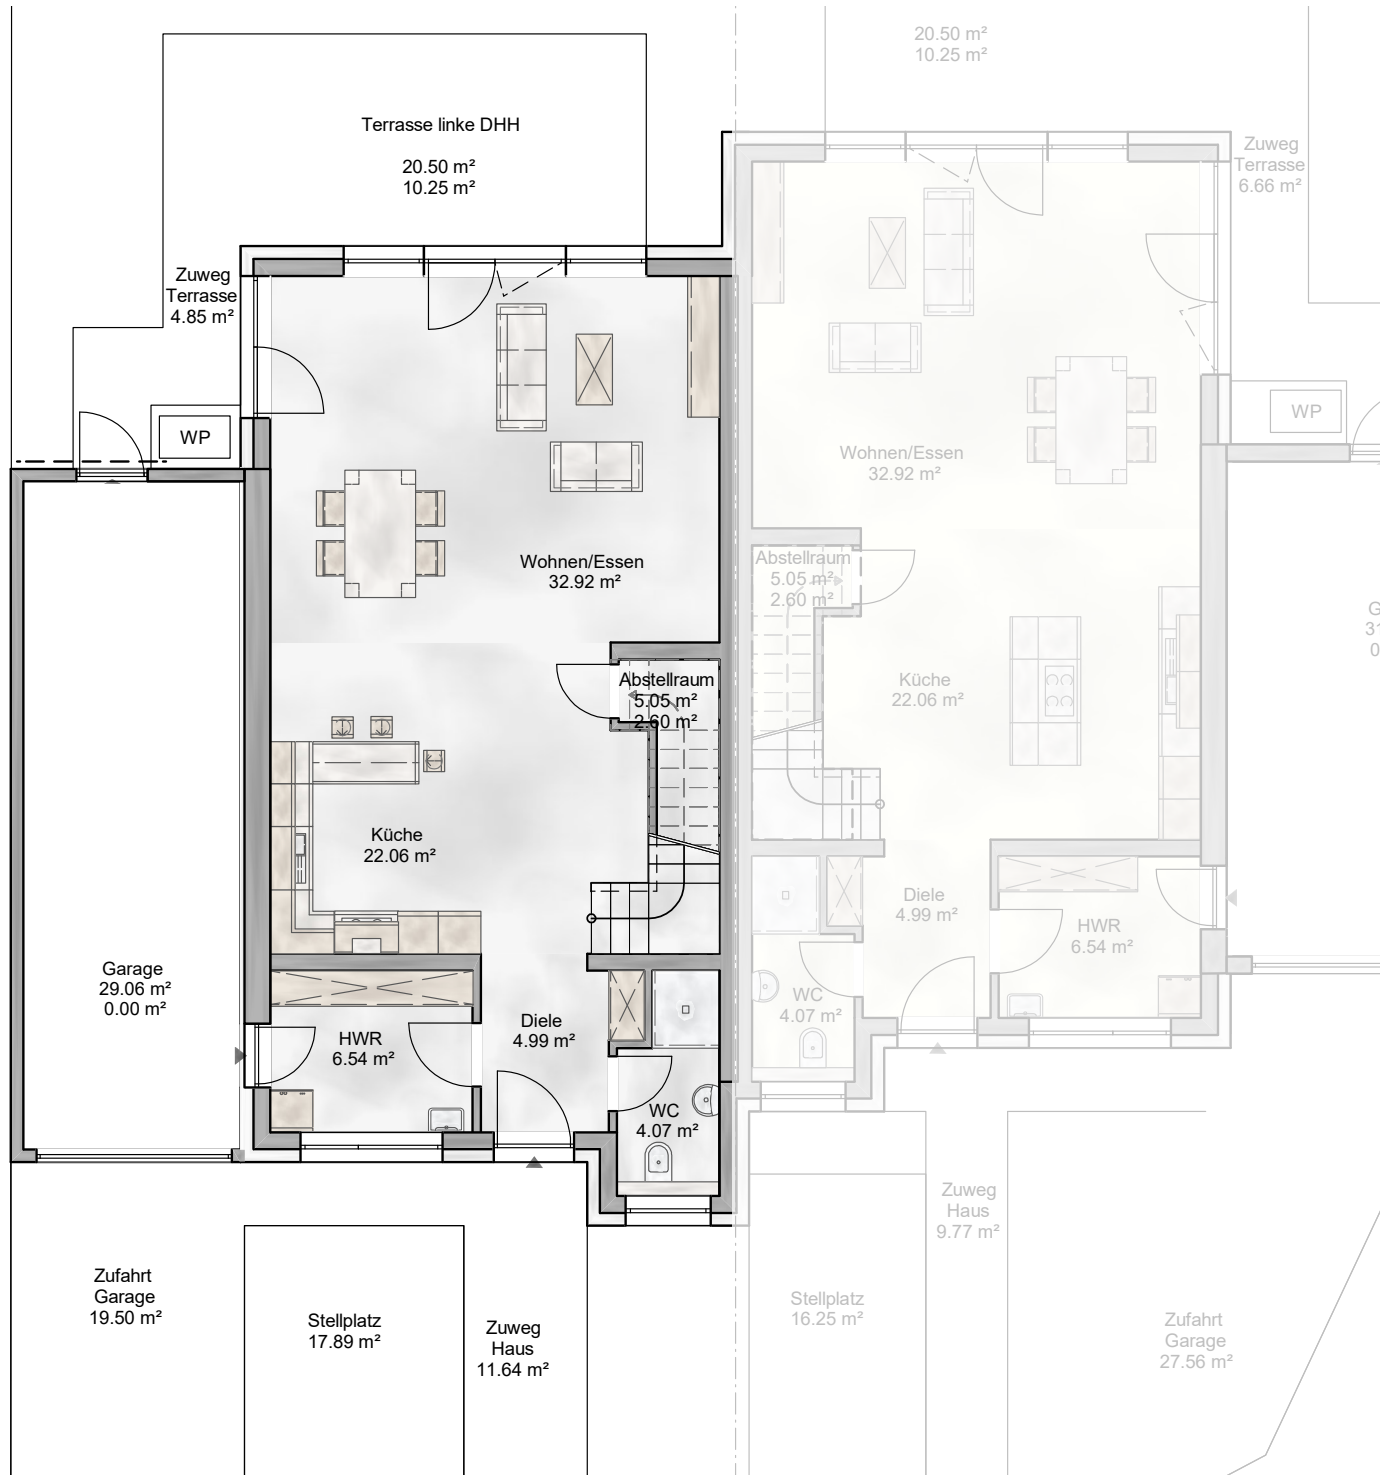 Terrasse linke DHH
20.50 m²
10.25 m²
Zuweg
Terrasse
4.85 m²
WP
Wohnen/Essen
32.92 m²
Abstellraum
5.05 m²
2.60 m²
Küche
22.06 m²
Garage
29.06 m²
0.00 m²
HWR
6.54 m²
Diele
4.99 m²
WC
4.07 m²
Zufahrt
Garage
19.50 m²
Stellplatz
17.89 m²
Zuweg
Haus
11.64 m²
20.50 m²
10.25 m²
Zuweg
Terrasse
6.66 m²
WP
Wohnen/Essen
32.92 m²
Abstellraum
5.05 m²
2.60 m²
Küche
22.06 m²
G
31
0
Diele
4.99 m²
HWR
6.54 m²
WC
4.07 m²
Zuweg
Haus
9.77 m²
Stellplatz
16.25 m²
Zufahrt
Garage
27.56 m²